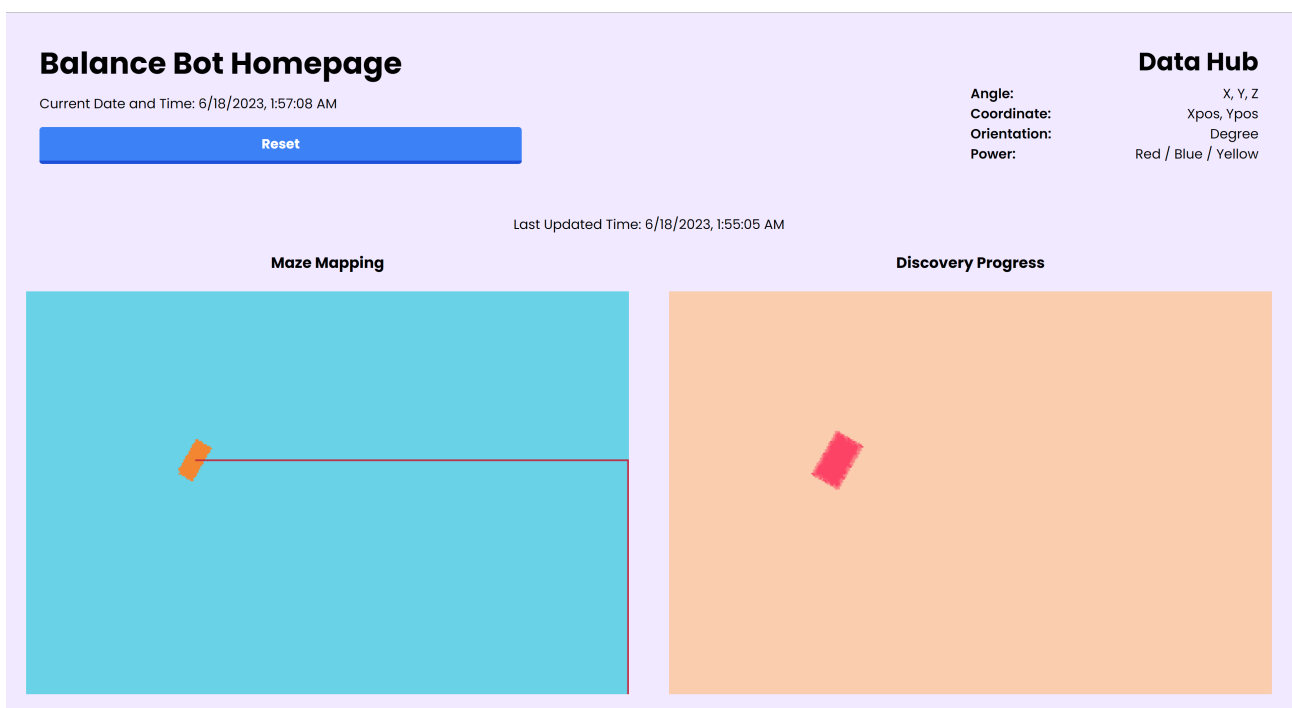 Balance Bot Homepage
Current Date and Time: 6/18/2023, 1:57:08 AM
Reset
Data Hub
Angle: X, Y, Z
Coordinate: Xpos, Ypos
Orientation: Degree
Power: Red / Blue / Yellow
Last Updated Time: 6/18/2023, 1:55:05 AM
Maze Mapping
Discovery Progress